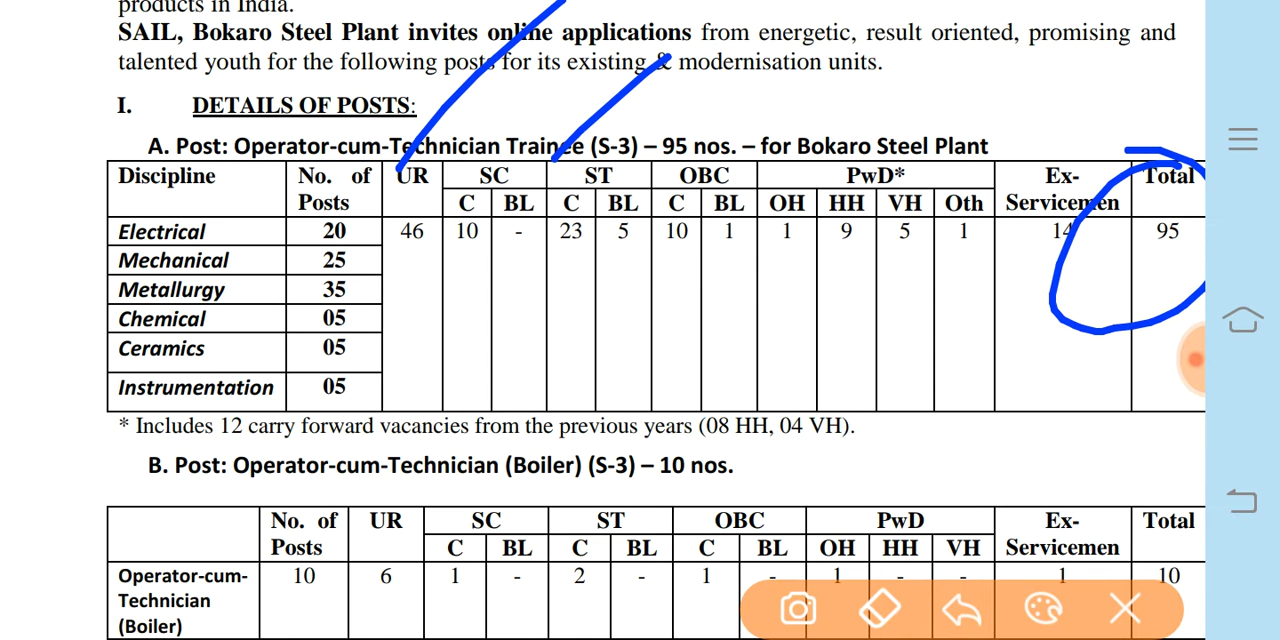 products in India.
SAIL, Bokaro Steel Plant invites online applications from energetic, result oriented, promising and
talented youth for the following posts for its existing & modernisation units.
I. DETAILS OF POSTS:
A. Post: Operator-cum-Technician Trainee (S-3) – 95 nos. – for Bokaro Steel Plant
Discipline No. of UR SC ST OBC PwD* Ex- Total
Posts C BL C BL C BL OH HH VH Oth Servicemen
Electrical 20 46 10 - 23 5 10 1 1 9 5 1 14 95
Mechanical 25
Metallurgy 35
Chemical 05
Ceramics 05
Instrumentation 05
* Includes 12 carry forward vacancies from the previous years (08 HH, 04 VH).
B. Post: Operator-cum-Technician (Boiler) (S-3) – 10 nos.
No. of UR SC ST OBC PwD Ex- Total
Posts C BL C BL C BL OH HH VH Servicemen
Operator-cum- 10 6 1 - 2 - 1 - 1 - - 1 10
Technician
(Boiler)